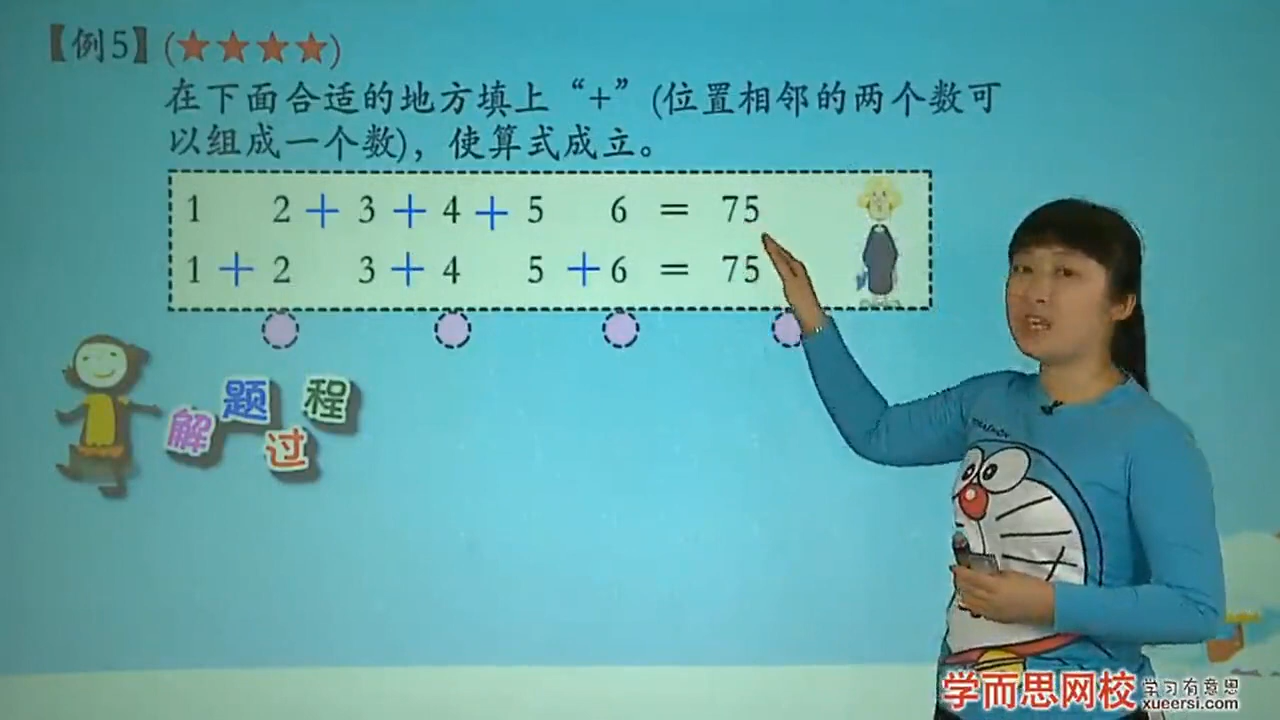 【例5】(★★★★)
在下面合适的地方填上“+”(位置相邻的两个数可
以组成一个数)，使算式成立。
1 2 + 3 + 4 + 5 6 = 75
1 + 2 3 + 4 5 + 6 = 75
解题过程
学而思网校 学习有意思
xueersi.com